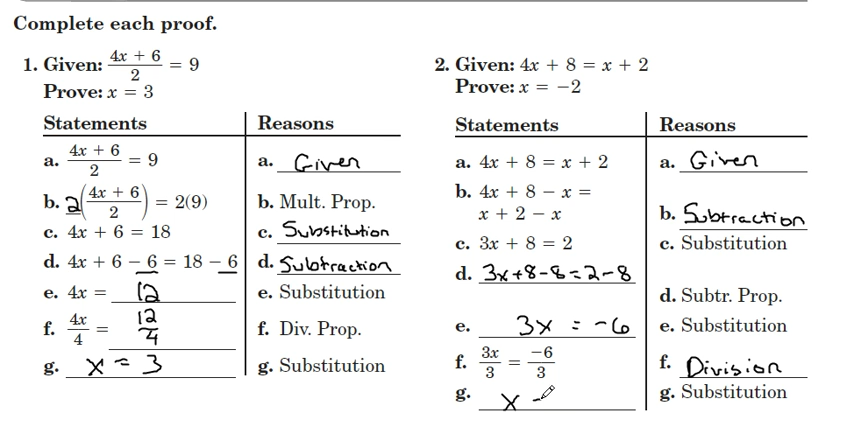 Complete each proof.
1. Given: (4x + 6)/2 = 9
Prove: x = 3
Statements
Reasons
a. (4x + 6)/2 = 9
a. Given
b. 2((4x + 6)/2) = 2(9)
b. Mult. Prop.
c. 4x + 6 = 18
c. Substitution
d. 4x + 6 − 6 = 18 − 6
d. Subtraction
e. 4x = 12
e. Substitution
f. 4x/4 = 12/4
f. Div. Prop.
g. x = 3
g. Substitution
2. Given: 4x + 8 = x + 2
Prove: x = −2
Statements
Reasons
a. 4x + 8 = x + 2
a. Given
b. 4x + 8 − x =
x + 2 − x
b. Subtraction
c. 3x + 8 = 2
c. Substitution
d. 3x+8-8=2-8
d. Subtr. Prop.
e. 3x = -6
e. Substitution
f. 3x/3 = −6/3
f. Division
g. x
g. Substitution